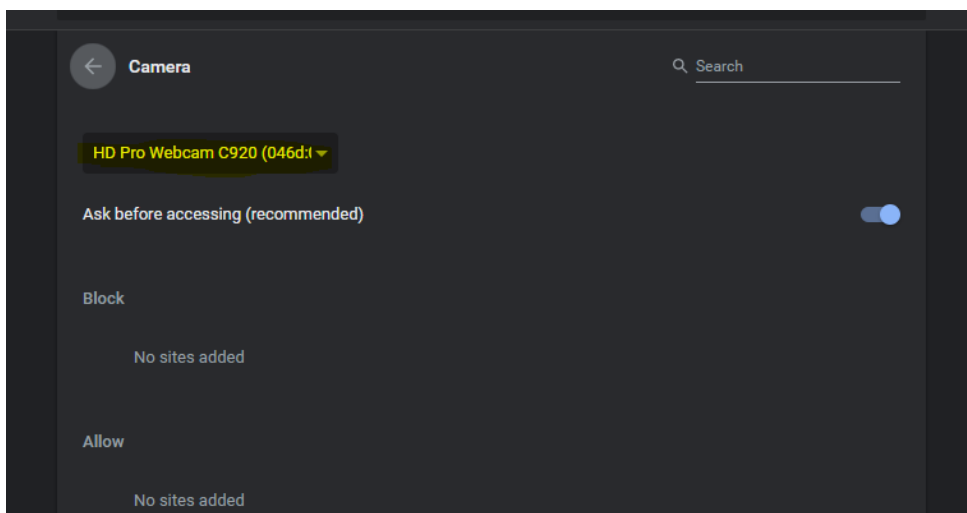 Camera
Search
HD Pro Webcam C920 (046d:
Ask before accessing (recommended)
Block
No sites added
Allow
No sites added